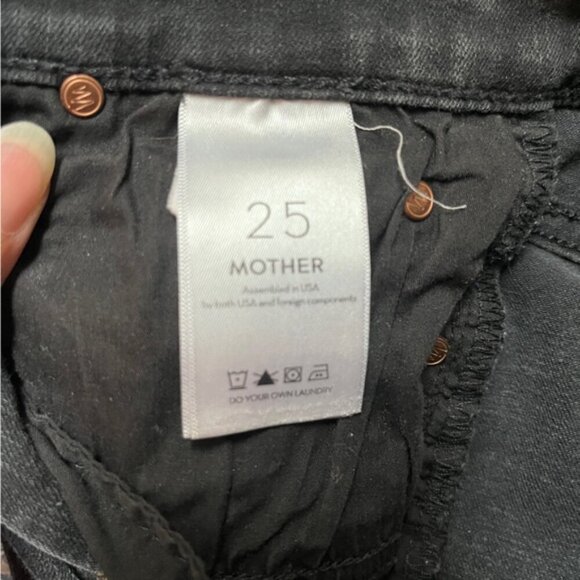 25
MOTHER
Assembled in USA
by both USA and foreign components
DO YOUR OWN LAUNDRY